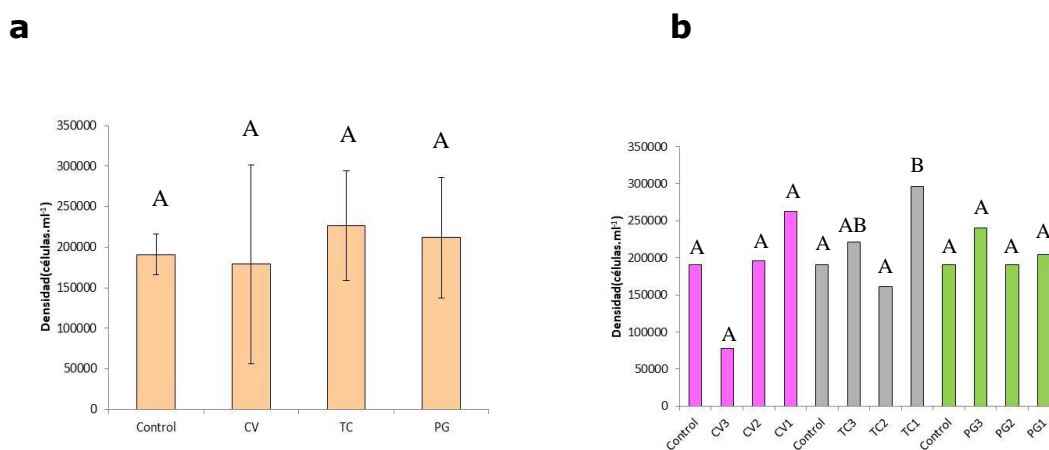 a
b
350000
300000
250000
200000
150000
100000
50000
0
Densidad(células.ml-1)
A
A
A
A
Control
CV
TC
PG
350000
300000
250000
200000
150000
100000
50000
0
Densidad(células.ml-1)
A
A
A
A
A
AB
A
B
A
A
A
A
Control
CV3
CV2
CV1
Control
TC3
TC2
TC1
Control
PG3
PG2
PG1